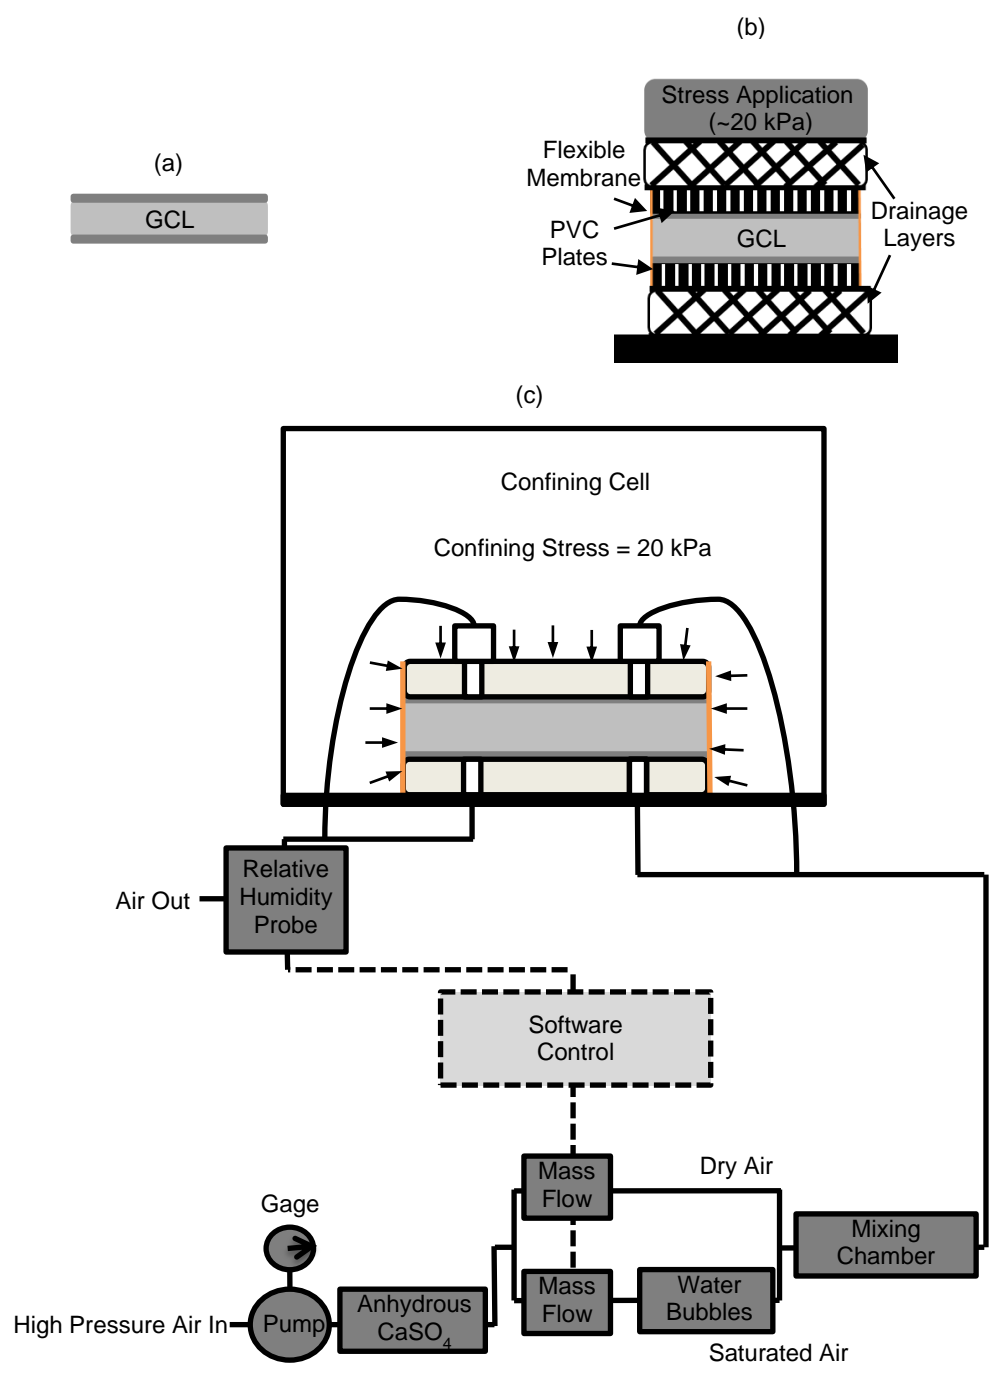 (b)
Stress Application
(~20 kPa)
(a)
GCL
Flexible
Membrane
PVC
Plates
GCL
Drainage
Layers
(c)
Confining Cell
Confining Stress = 20 kPa
Relative
Humidity
Probe
Air Out
Software
Control
Mass
Flow
Dry Air
Gage
Mixing
Chamber
High Pressure Air In
Pump
Anhydrous
CaSO4
Mass
Flow
Water
Bubbles
Saturated Air